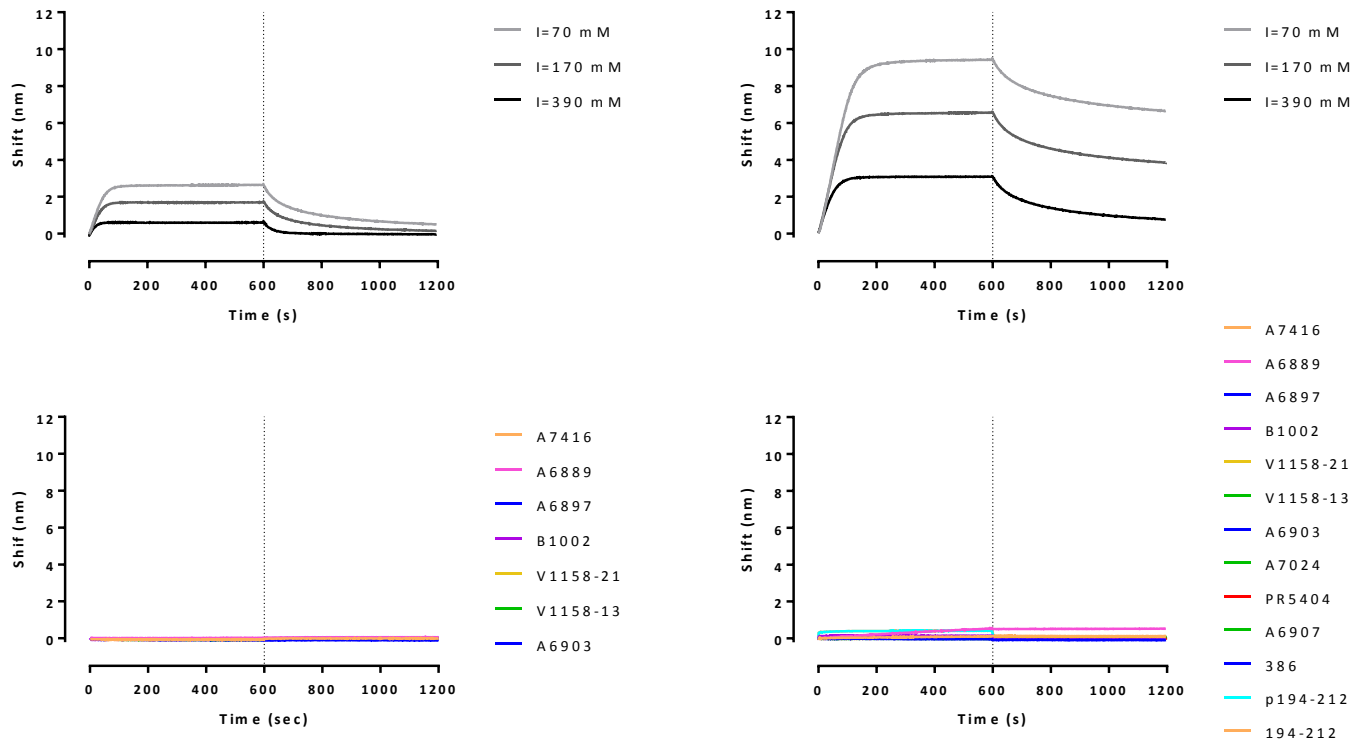 12
10
8
6
4
2
0
Shift (nm)
0 200 400 600 800 1000 1200
Time (s)
I=70 mM
I=170 mM
I=390 mM
12
10
8
6
4
2
0
Shift (nm)
0 200 400 600 800 1000 1200
Time (s)
I=70 mM
I=170 mM
I=390 mM
12
10
8
6
4
2
0
Shif (nm)
0 200 400 600 800 1000 1200
Time (sec)
A7416
A6889
A6897
B1002
V1158-21
V1158-13
A6903
12
10
8
6
4
2
0
Shift (nm)
0 200 400 600 800 1000 1200
Time (s)
A7416
A6889
A6897
B1002
V1158-21
V1158-13
A6903
A7024
PR5404
A6907
386
p194-212
194-212